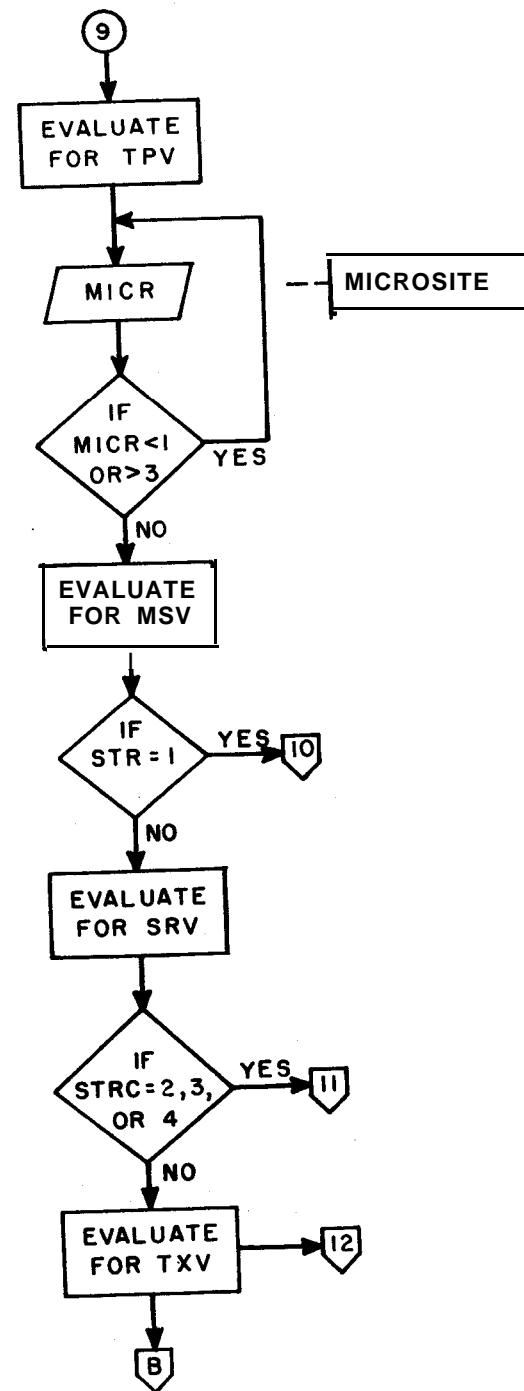 9
EVALUATE
FOR TPV
MICR
MICROSITE
IF
MICR<1
OR>3
YES
NO
EVALUATE
FOR MSV
IF
STR=1
YES
10
NO
EVALUATE
FOR SRV
IF
STRC=2,3,
OR 4
YES
11
NO
EVALUATE
FOR TXV
12
B